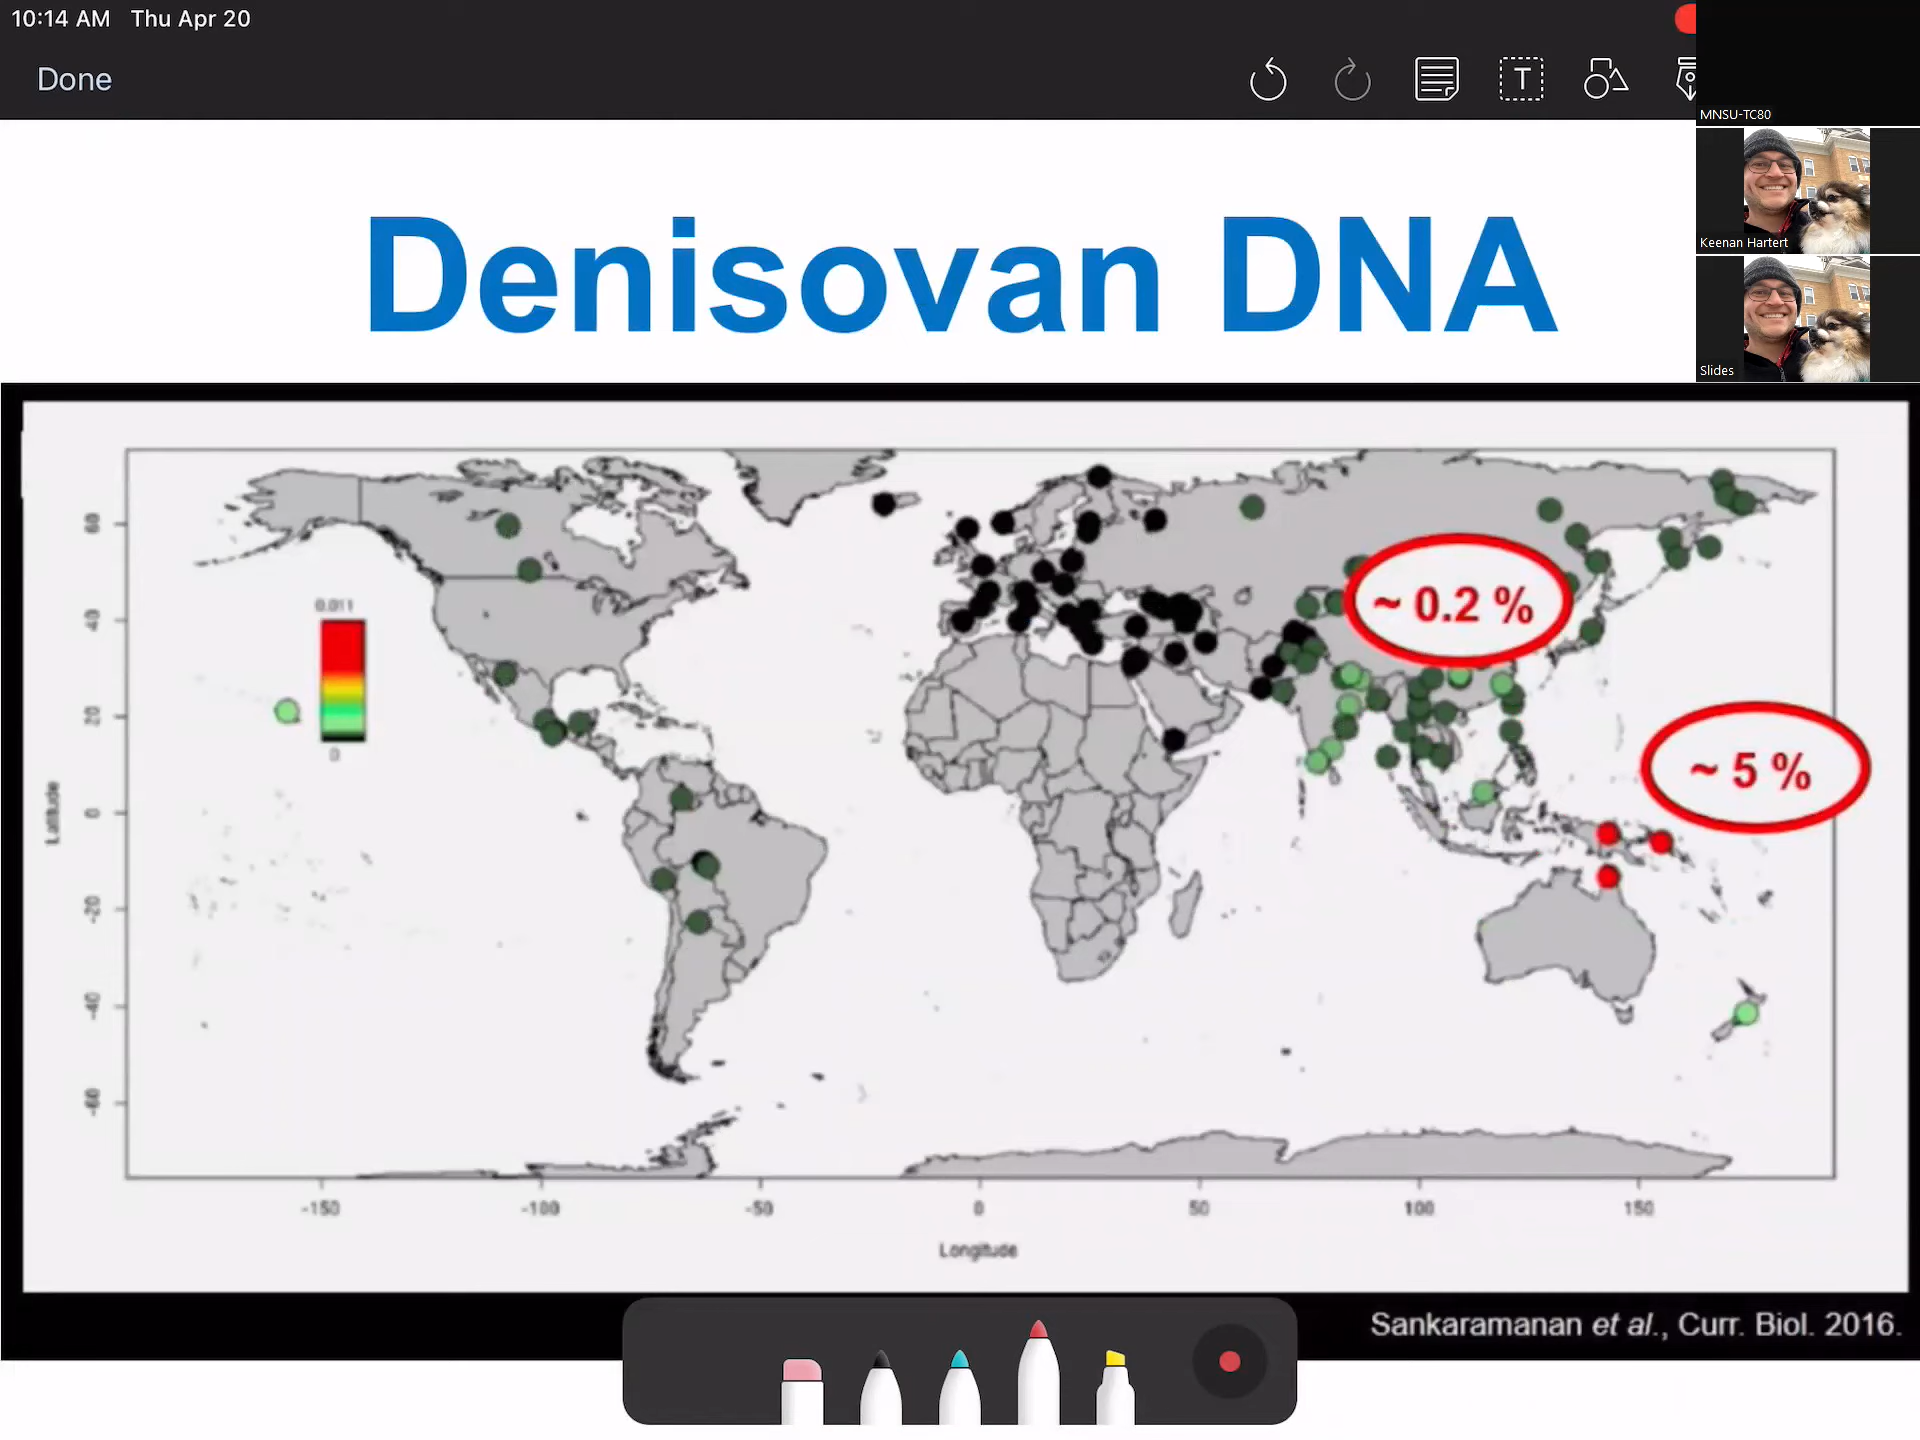 10:14 AM Thu Apr 20
Done
T
MNSU-TC80
Keenan Hartert
Slides
Denisovan DNA
0.011
0
~ 0.2 %
~ 5 %
Latitude
60
40
20
0
-20
-40
-60
-150 -100 -50 0 50 100 150
Longitude
Sankaramanan et al., Curr. Biol. 2016.